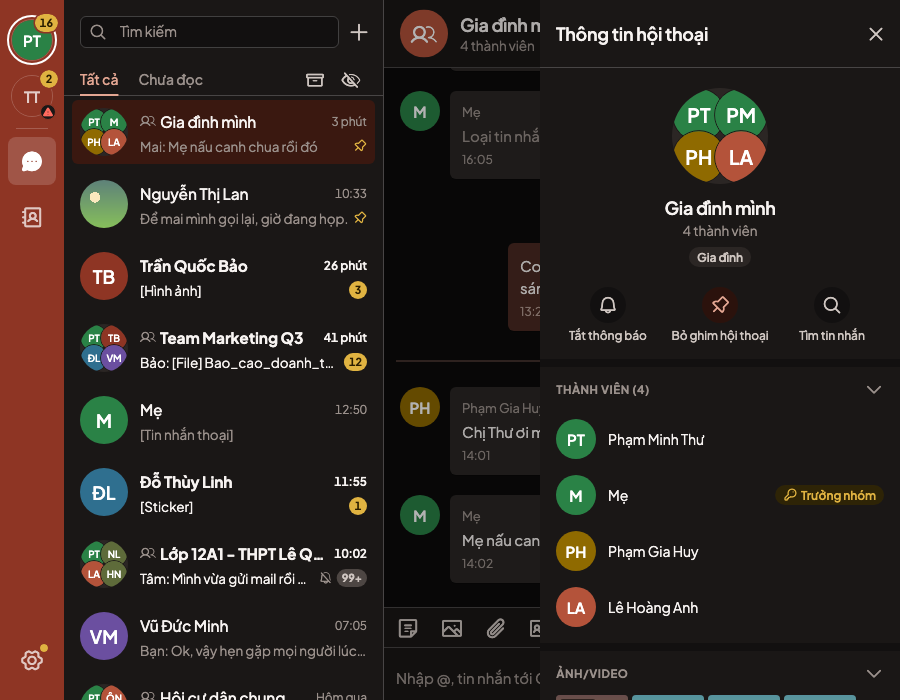 PT
16
TT
2
Tìm kiếm
Tất cả
Chưa đọc
PT M PH LA
Gia đình mình
3 phút
Mai: Mẹ nấu canh chua rồi đó
Nguyễn Thị Lan
10:33
Để mai mình gọi lại, giờ đang họp.
TB
Trần Quốc Bảo
26 phút
[Hình ảnh]
3
PT TB ĐL VM
Team Marketing Q3
41 phút
Bảo: [File] Bao_cao_doanh_t...
12
M
Mẹ
12:50
[Tin nhắn thoại]
ĐL
Đỗ Thùy Linh
11:55
[Sticker]
1
PT NL LA HN
Lớp 12A1 - THPT Lê Q...
10:02
Tâm: Mình vừa gửi mail rồi ...
99+
VM
Vũ Đức Minh
07:05
Bạn: Ok, vậy hẹn gặp mọi người lúc...
PT ÔN
Hội cư dân chung
Hôm qua
Gia đình m
4 thành viên
M
Mẹ
Loại tin nhắ
16:05
Co
sán
13:2
PH
Phạm Gia Huy
Chị Thư ơi m
14:01
M
Mẹ
Mẹ nấu can
14:02
Nhập @, tin nhắn tới G
Thông tin hội thoại
PT PM PH LA
Gia đình mình
4 thành viên
Gia đình
Tắt thông báo
Bỏ ghim hội thoại
Tìm tin nhắn
THÀNH VIÊN (4)
PT
Phạm Minh Thư
M
Mẹ
Trưởng nhóm
PH
Phạm Gia Huy
LA
Lê Hoàng Anh
ẢNH/VIDEO